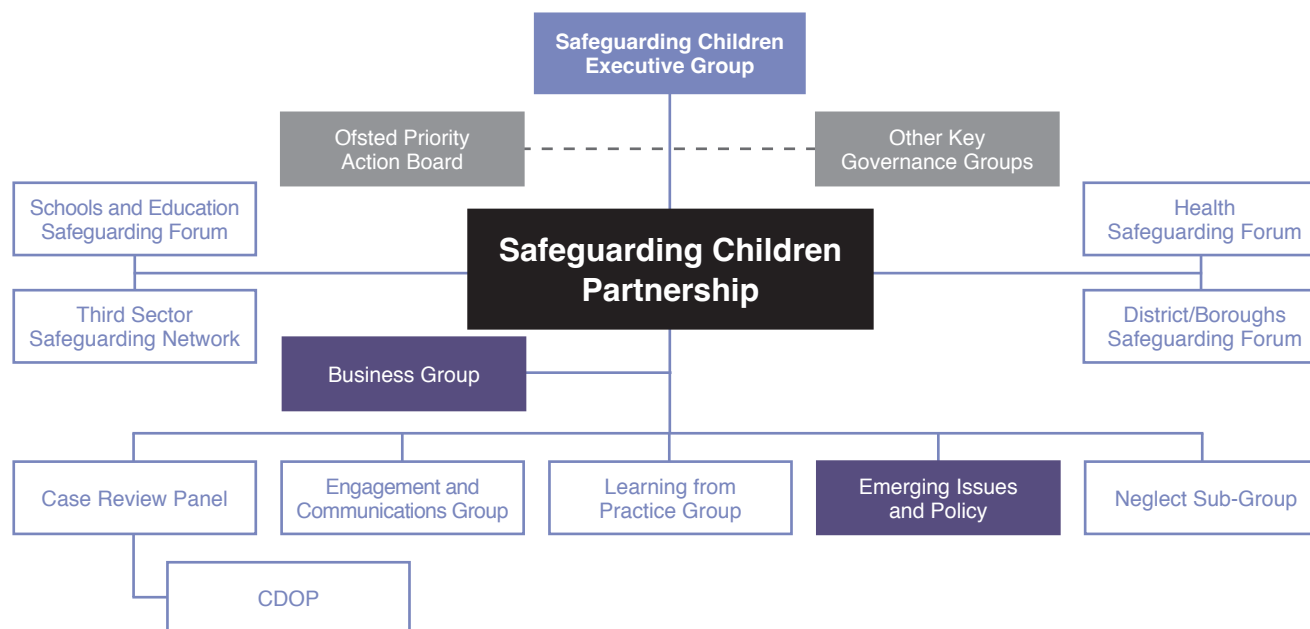 Safeguarding Children
Executive Group
Ofsted Priority
Action Board
Other Key
Governance Groups
Schools and Education
Safeguarding Forum
Health
Safeguarding Forum
Safeguarding Children
Partnership
Third Sector
Safeguarding Network
District/Boroughs
Safeguarding Forum
Business Group
Case Review Panel
Engagement and
Communications Group
Learning from
Practice Group
Emerging Issues
and Policy
Neglect Sub-Group
CDOP